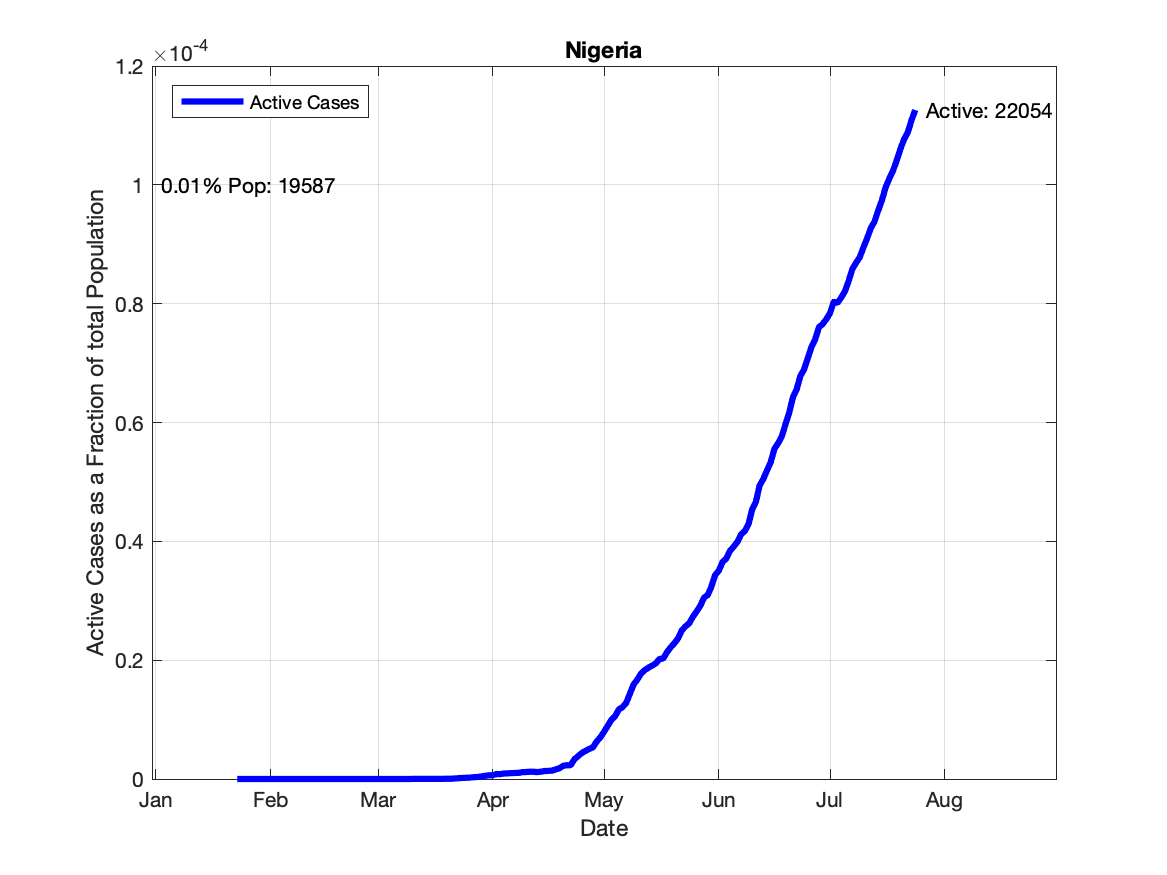 Nigeria
×10-4
1.2
1
0.8
0.6
0.4
0.2
0
Active Cases
Active: 22054
0.01% Pop: 19587
Active Cases as a Fraction of total Population
Jan Feb Mar Apr May Jun Jul Aug
Date